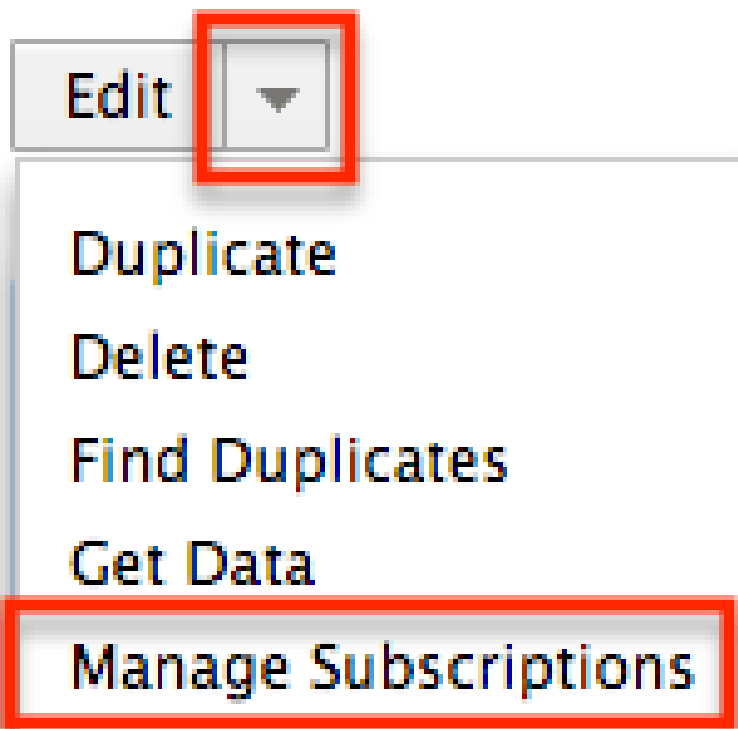 Edit
Duplicate
Delete
Find Duplicates
Get Data
Manage Subscriptions